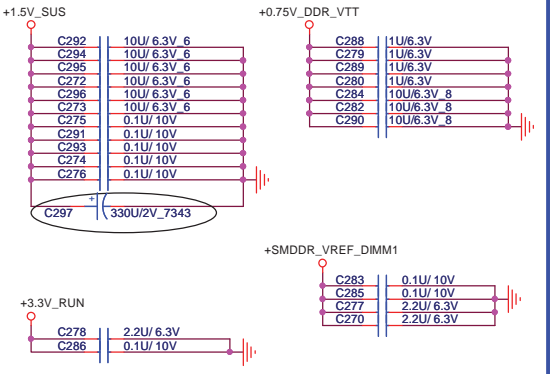 +1.5V_SUS
C292 10U/ 6.3V_6
C294 10U/ 6.3V_6
C295 10U/ 6.3V_6
C272 10U/ 6.3V_6
C296 10U/ 6.3V_6
C273 10U/ 6.3V_6
C275 0.1U/ 10V
C291 0.1U/ 10V
C293 0.1U/ 10V
C274 0.1U/ 10V
C276 0.1U/ 10V
+
C297 330U/2V_7343
+0.75V_DDR_VTT
C288 1U/6.3V
C279 1U/6.3V
C289 1U/6.3V
C280 1U/6.3V
C284 10U/6.3V_8
C282 10U/6.3V_8
C290 10U/6.3V_8
+SMDDR_VREF_DIMM1
C283 0.1U/ 10V
C285 0.1U/ 10V
C277 2.2U/ 6.3V
C270 2.2U/ 6.3V
+3.3V_RUN
C278 2.2U/ 6.3V
C286 0.1U/ 10V